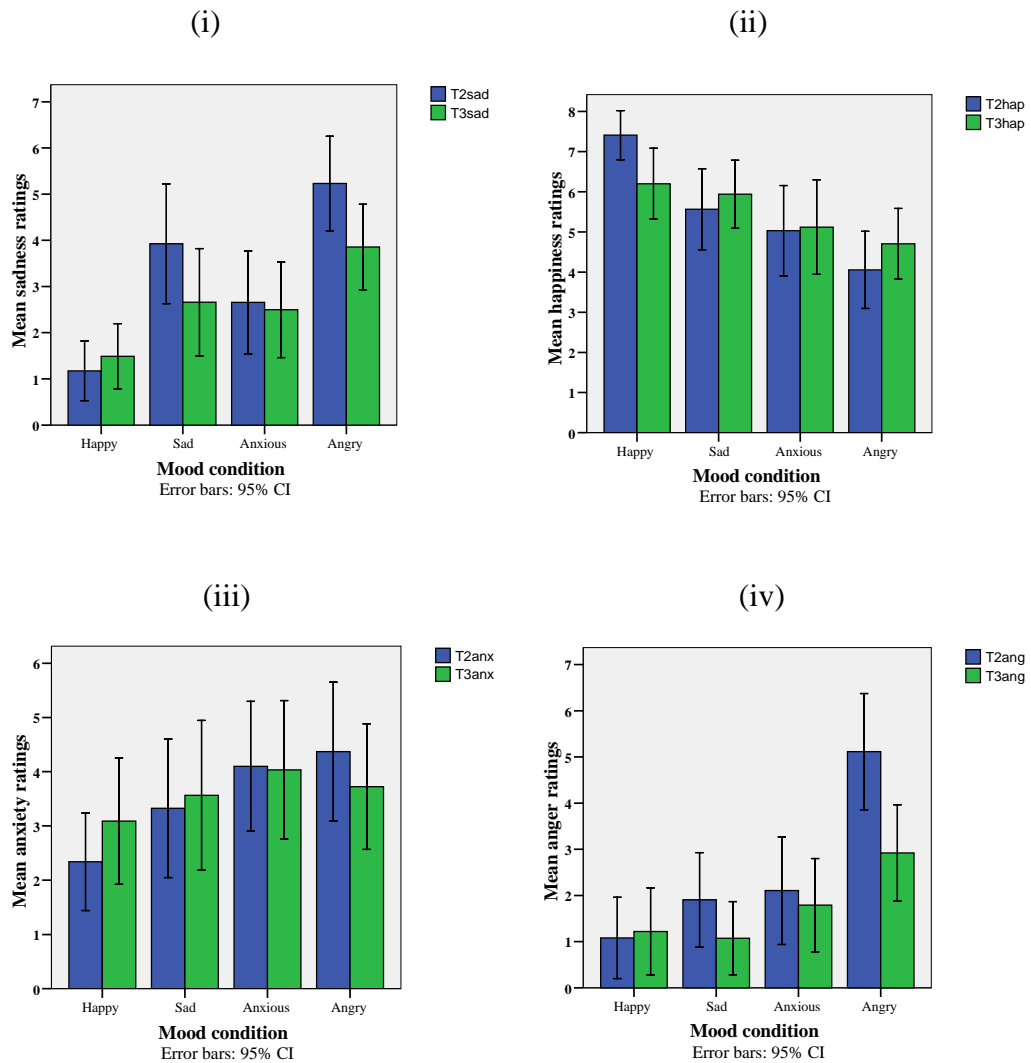 (i)
Mean sadness ratings
7
6
5
4
3
2
1
0
Happy
Sad
Anxious
Angry
Mood condition
Error bars: 95% CI
T2sad
T3sad
(ii)
Mean happiness ratings
8
7
6
5
4
3
2
1
0
Happy
Sad
Anxious
Angry
Mood condition
Error bars: 95% CI
T2hap
T3hap
(iii)
Mean anxiety ratings
6
5
4
3
2
1
0
Happy
Sad
Anxious
Angry
Mood condition
Error bars: 95% CI
T2anx
T3anx
(iv)
Mean anger ratings
7
6
5
4
3
2
1
0
Happy
Sad
Anxious
Angry
Mood condition
Error bars: 95% CI
T2ang
T3ang